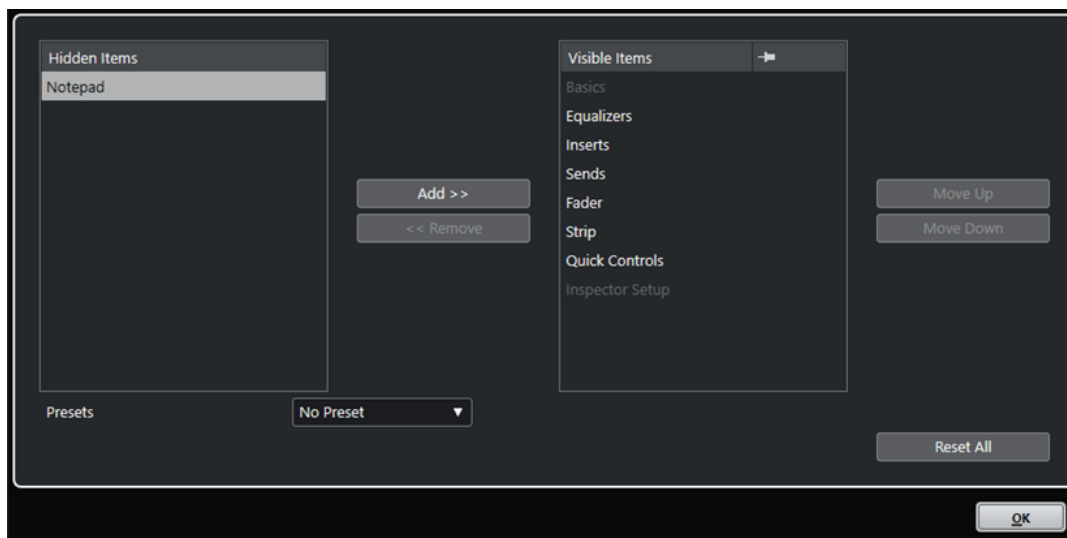 Hidden Items
Notepad
Add >>
<< Remove
Visible Items
Basics
Equalizers
Inserts
Sends
Fader
Strip
Quick Controls
Inspector Setup
Move Up
Move Down
Presets
No Preset
Reset All
OK